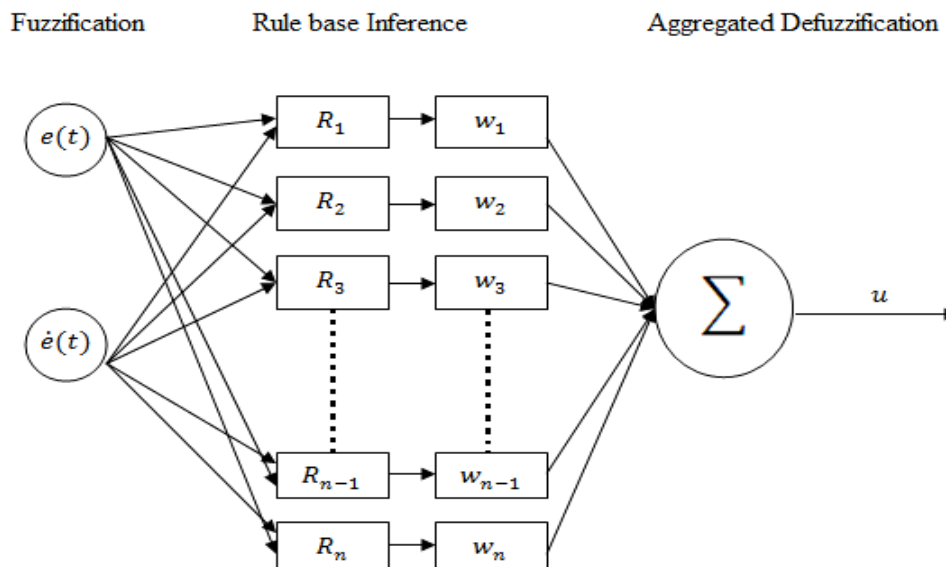 Fuzzification Rule base Inference Aggregated Defuzzification
e(t)
ė(t)
R₁ w₁
R₂ w₂
R₃ w₃
Rₙ₋₁ wₙ₋₁
Rₙ wₙ
∑
u